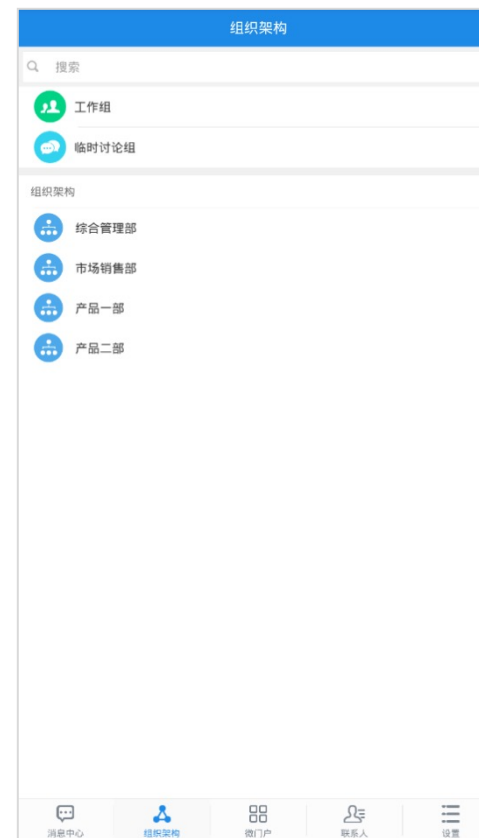 组织架构
搜索
工作组
临时讨论组
组织架构
综合管理部
市场销售部
产品一部
产品二部
消息中心
组织架构
微门户
联系人
设置